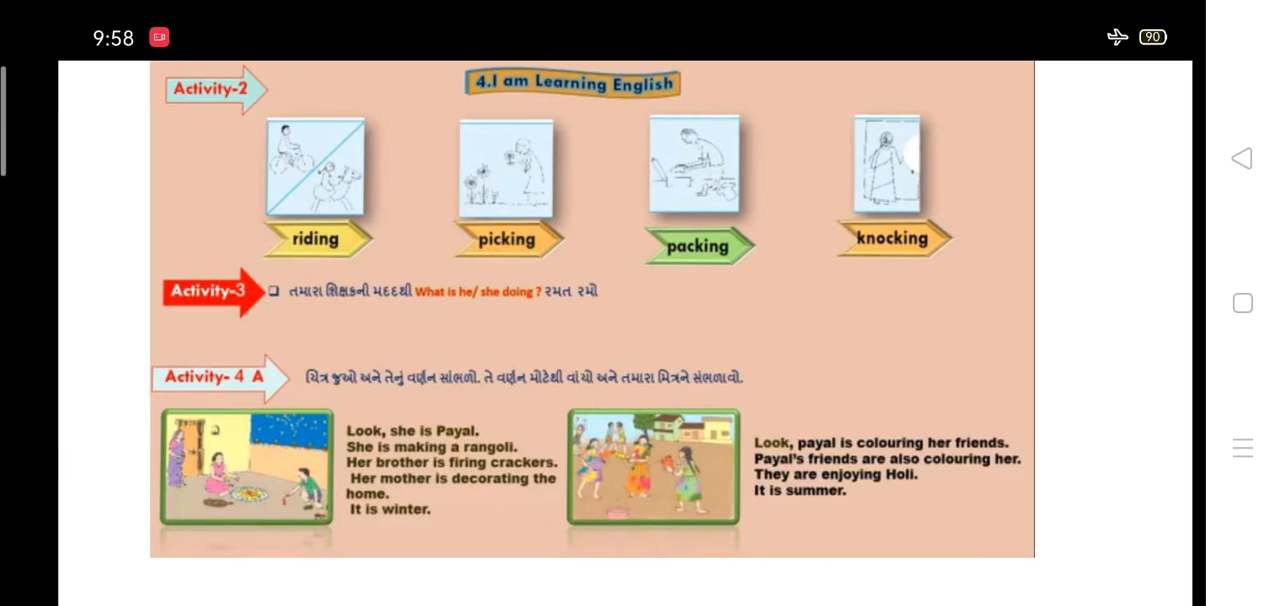 9:58
90
Activity-2
4.I am Learning English
riding
picking
packing
knocking
Activity-3
❑ તમારા શિક્ષકની મદદથી What is he/ she doing ? રમત રમો
Activity- 4 A
ચિત્ર જુઓ અને તેનું વર્ણન સાંભળો. તે વર્ણન મોટેથી વાંચો અને તમારા મિત્રને સંભળાવો.
Look, she is Payal.
She is making a rangoli.
Her brother is firing crackers.
Her mother is decorating the
home.
It is winter.
Look, payal is colouring her friends.
Payal's friends are also colouring her.
They are enjoying Holi.
It is summer.